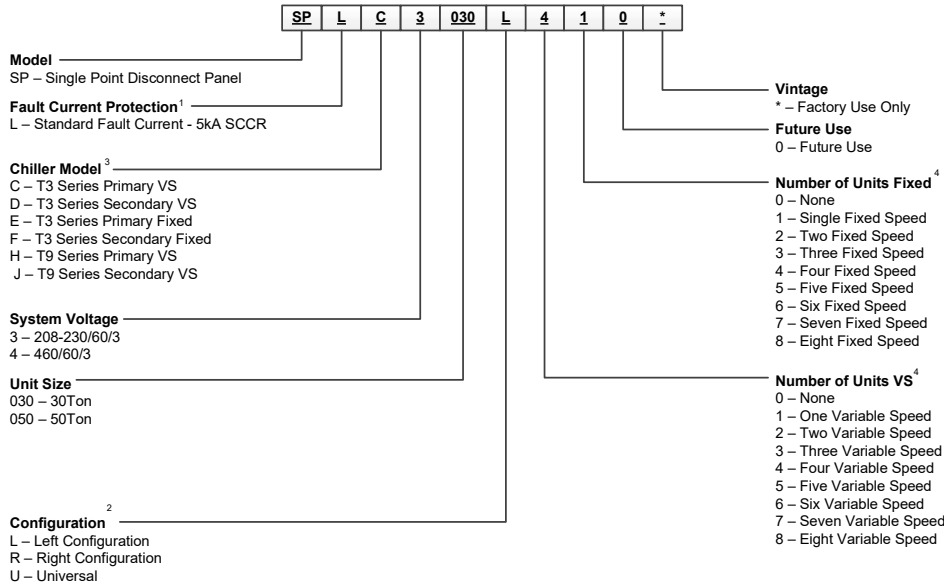 SP L C 3 030 L 4 1 0 *
Model
SP – Single Point Disconnect Panel
Fault Current Protection1
L – Standard Fault Current - 5kA SCCR
Chiller Model 3
C – T3 Series Primary VS
D – T3 Series Secondary VS
E – T3 Series Primary Fixed
F – T3 Series Secondary Fixed
H – T9 Series Primary VS
J – T9 Series Secondary VS
System Voltage
3 – 208-230/60/3
4 – 460/60/3
Unit Size
030 – 30Ton
050 – 50Ton
Configuration 2
L – Left Configuration
R – Right Configuration
U – Universal
Vintage
* – Factory Use Only
Future Use
0 – Future Use
Number of Units Fixed4
0 – None
1 – Single Fixed Speed
2 – Two Fixed Speed
3 – Three Fixed Speed
4 – Four Fixed Speed
5 – Five Fixed Speed
6 – Six Fixed Speed
7 – Seven Fixed Speed
8 – Eight Fixed Speed
Number of Units VS4
0 – None
1 – One Variable Speed
2 – Two Variable Speed
3 – Three Variable Speed
4 – Four Variable Speed
5 – Five Variable Speed
6 – Six Variable Speed
7 – Seven Variable Speed
8 – Eight Variable Speed